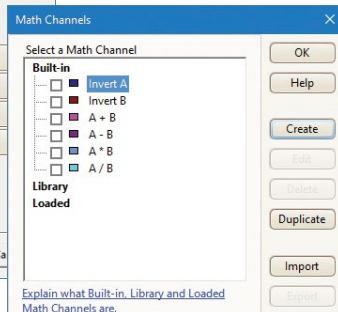 Math Channels
Select a Math Channel
Built-in
Invert A
Invert B
A + B
A - B
A * B
A / B
Library
Loaded
Explain what Built-in, Library and Loaded
Math Channels are.
OK
Help
Create
Edit
Delete
Duplicate
Import
Export